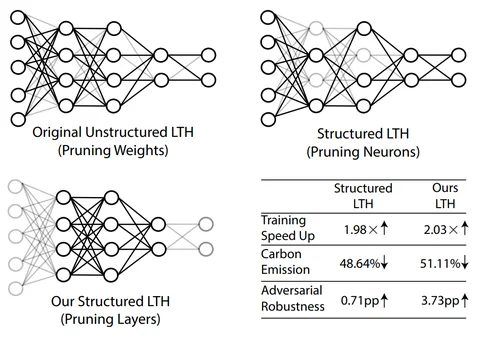 Original Unstructured LTH
(Pruning Weights)
Structured LTH
(Pruning Neurons)
Our Structured LTH
(Pruning Layers)
Structured LTH
Ours LTH
Training Speed Up
1.98×↑
2.03×↑
Carbon Emission
48.64%↓
51.11%↓
Adversarial Robustness
0.71pp↑
3.73pp↑